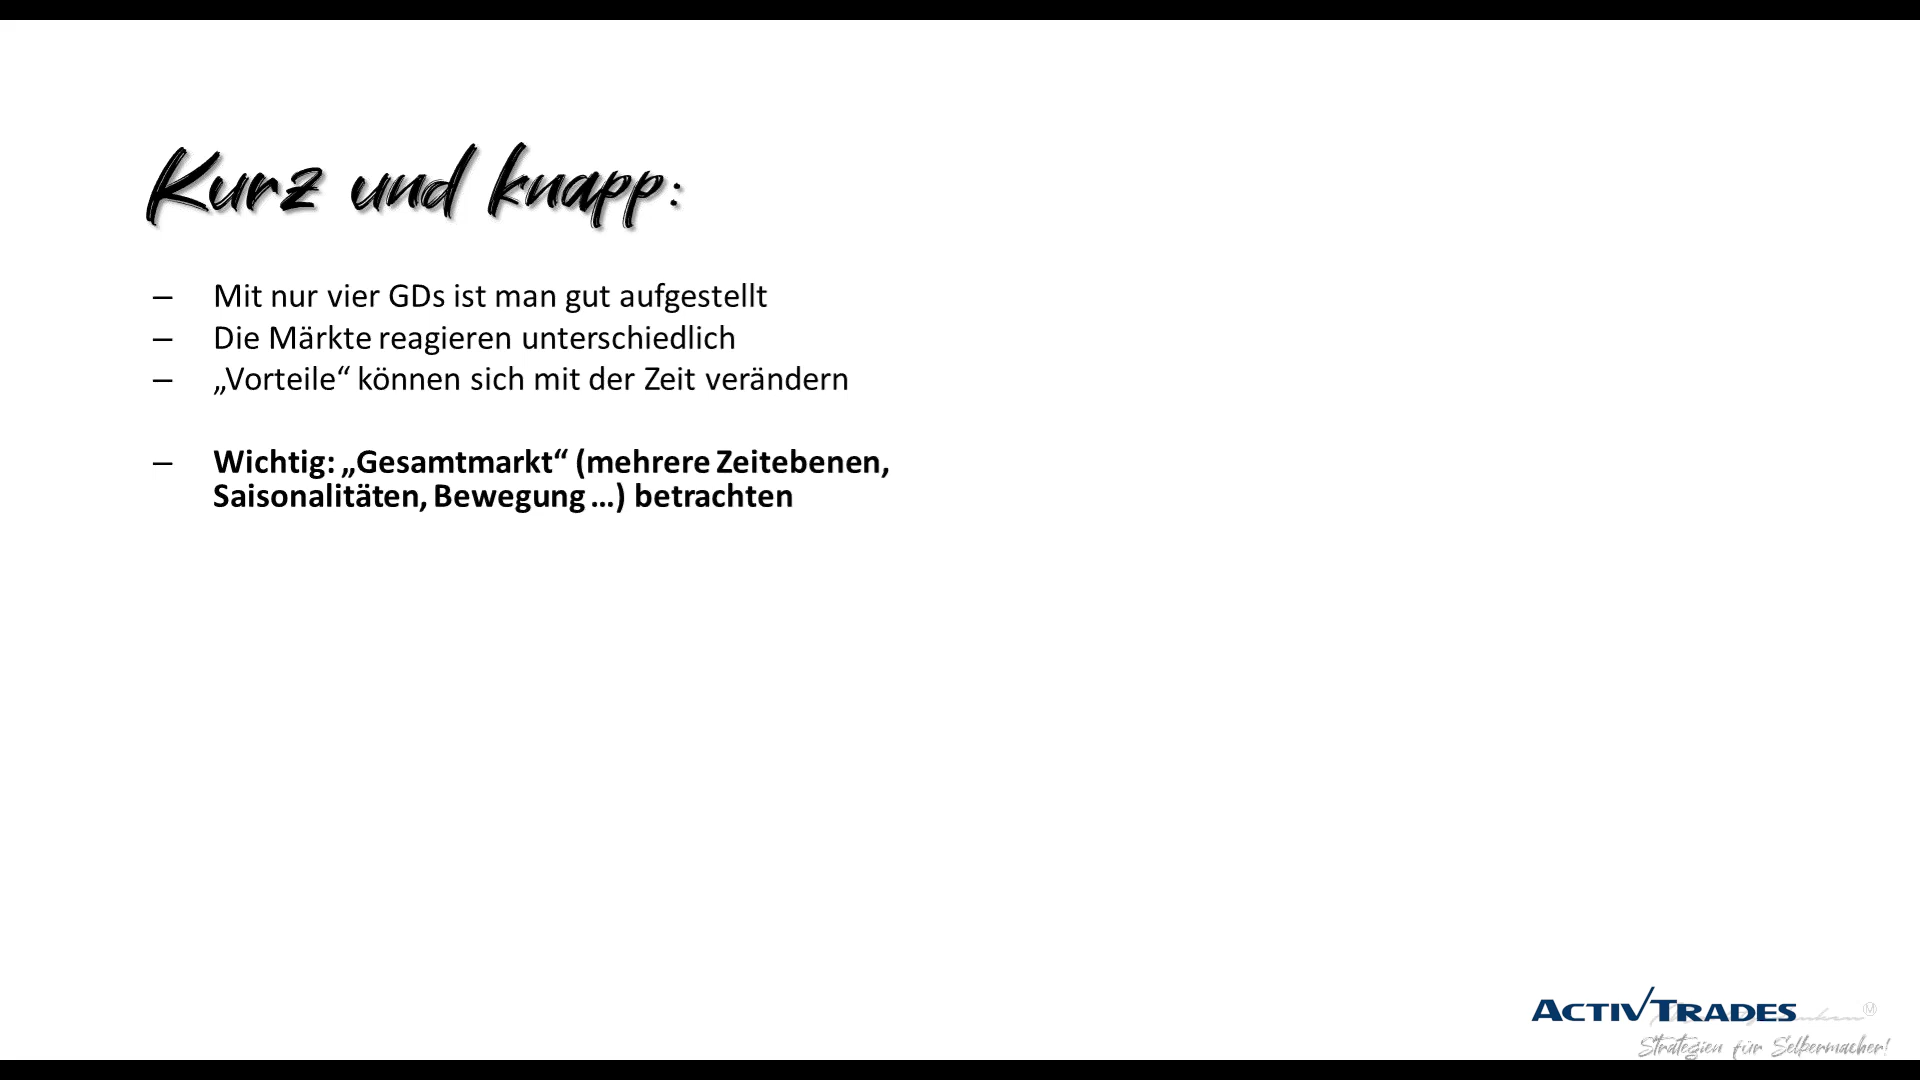 Kurz und knapp:
– Mit nur vier GDs ist man gut aufgestellt
– Die Märkte reagieren unterschiedlich
– „Vorteile“ können sich mit der Zeit verändern
– Wichtig: „Gesamtmarkt“ (mehrere Zeitebenen,
Saisonalitäten, Bewegung …) betrachten
ACTIVTRADES
Strategien für Selbermacher!